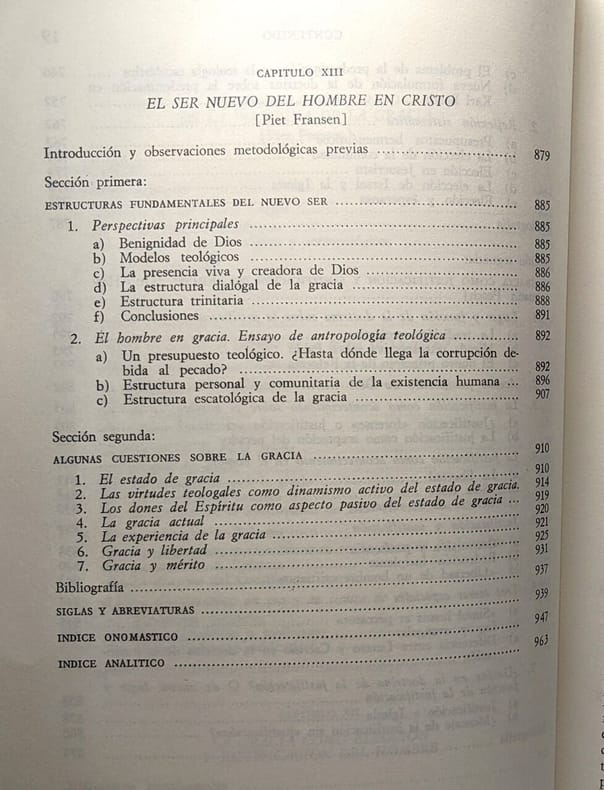 CAPITULO XIII
EL SER NUEVO DEL HOMBRE EN CRISTO
[Piet Fransen]
Introducción y observaciones metodológicas previas ........................ 879
Sección primera:
ESTRUCTURAS FUNDAMENTALES DEL NUEVO SER ................................. 885
1. Perspectivas principales ............................................ 885
a) Benignidad de Dios ............................................ 885
b) Modelos teológicos ............................................ 885
c) La presencia viva y creadora de Dios ........................ 886
d) La estructura dialógal de la gracia ........................ 886
e) Estructura trinitaria ............................................ 888
f) Conclusiones ............................................ 891
2. El hombre en gracia. Ensayo de antropología teológica ............... 892
a) Un presupuesto teológico. ¿Hasta dónde llega la corrupción de-
bida al pecado? ............................................ 892
b) Estructura personal y comunitaria de la existencia humana ... 896
c) Estructura escatológica de la gracia ........................ 907
Sección segunda:
ALGUNAS CUESTIONES SOBRE LA GRACIA .................................... 910
1. El estado de gracia ............................................ 910
2. Las virtudes teologales como dinamismo activo del estado de gracia. 914
3. Los dones del Espíritu como aspecto pasivo del estado de gracia ... 919
4. La gracia actual ............................................ 920
5. La experiencia de la gracia ............................................ 921
6. Gracia y libertad ............................................ 925
7. Gracia y mérito ............................................ 931
Bibliografía ............................................ 937
SIGLAS Y ABREVIATURAS ............................................ 939
INDICE ONOMASTICO ............................................ 947
INDICE ANALITICO ............................................ 963